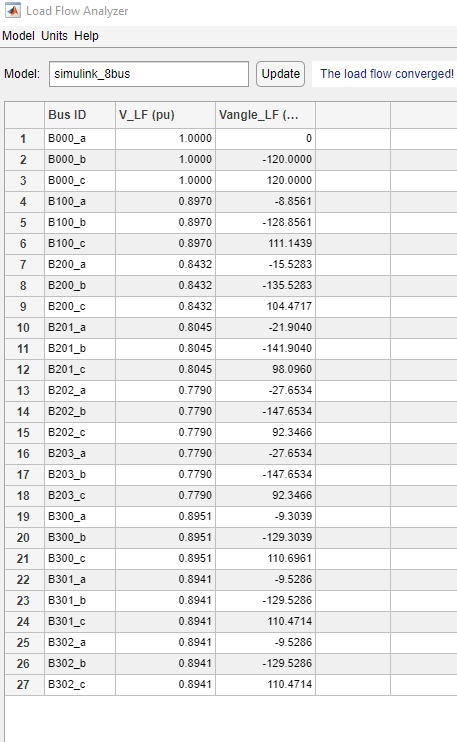 Load Flow Analyzer
Model Units Help
Model: simulink_8bus Update The load flow converged!
Bus ID V_LF (pu) Vangle_LF (...
1 B000_a 1.0000 0
2 B000_b 1.0000 -120.0000
3 B000_c 1.0000 120.0000
4 B100_a 0.8970 -8.8561
5 B100_b 0.8970 -128.8561
6 B100_c 0.8970 111.1439
7 B200_a 0.8432 -15.5283
8 B200_b 0.8432 -135.5283
9 B200_c 0.8432 104.4717
10 B201_a 0.8045 -21.9040
11 B201_b 0.8045 -141.9040
12 B201_c 0.8045 98.0960
13 B202_a 0.7790 -27.6534
14 B202_b 0.7790 -147.6534
15 B202_c 0.7790 92.3466
16 B203_a 0.7790 -27.6534
17 B203_b 0.7790 -147.6534
18 B203_c 0.7790 92.3466
19 B300_a 0.8951 -9.3039
20 B300_b 0.8951 -129.3039
21 B300_c 0.8951 110.6961
22 B301_a 0.8941 -9.5286
23 B301_b 0.8941 -129.5286
24 B301_c 0.8941 110.4714
25 B302_a 0.8941 -9.5286
26 B302_b 0.8941 -129.5286
27 B302_c 0.8941 110.4714